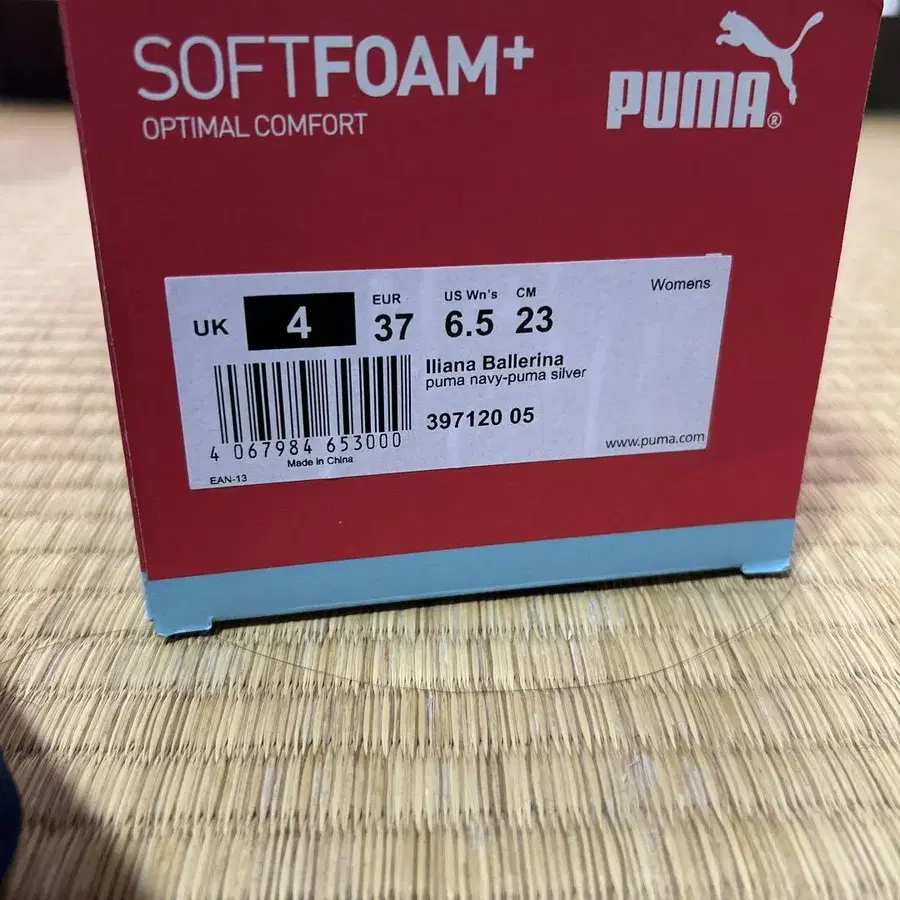 SOFTFOAM+
OPTIMAL COMFORT
PUMA®
Womens
UK 4
EUR 37
US Wn's 6.5
CM 23
Iliana Ballerina
puma navy-puma silver
397120 05
4 067984 653000
Made in China
EAN-13
www.puma.com